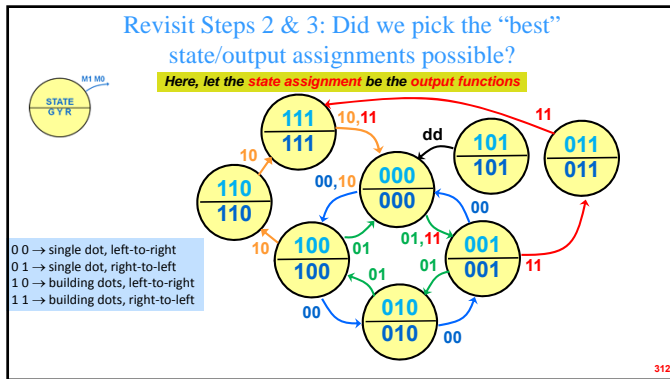 Revisit Steps 2 & 3: Did we pick the “best”
state/output assignments possible?
Here, let the state assignment be the output functions
M1 M0
STATE
G Y R
111
111
10,11
11
10
dd
101
101
011
011
110
110
000
000
00,10
00
10
100
100
01
01,11
001
001
11
01
01
0 0 → single dot, left-to-right
0 1 → single dot, right-to-left
1 0 → building dots, left-to-right
1 1 → building dots, right-to-left
00
010
010
00
312